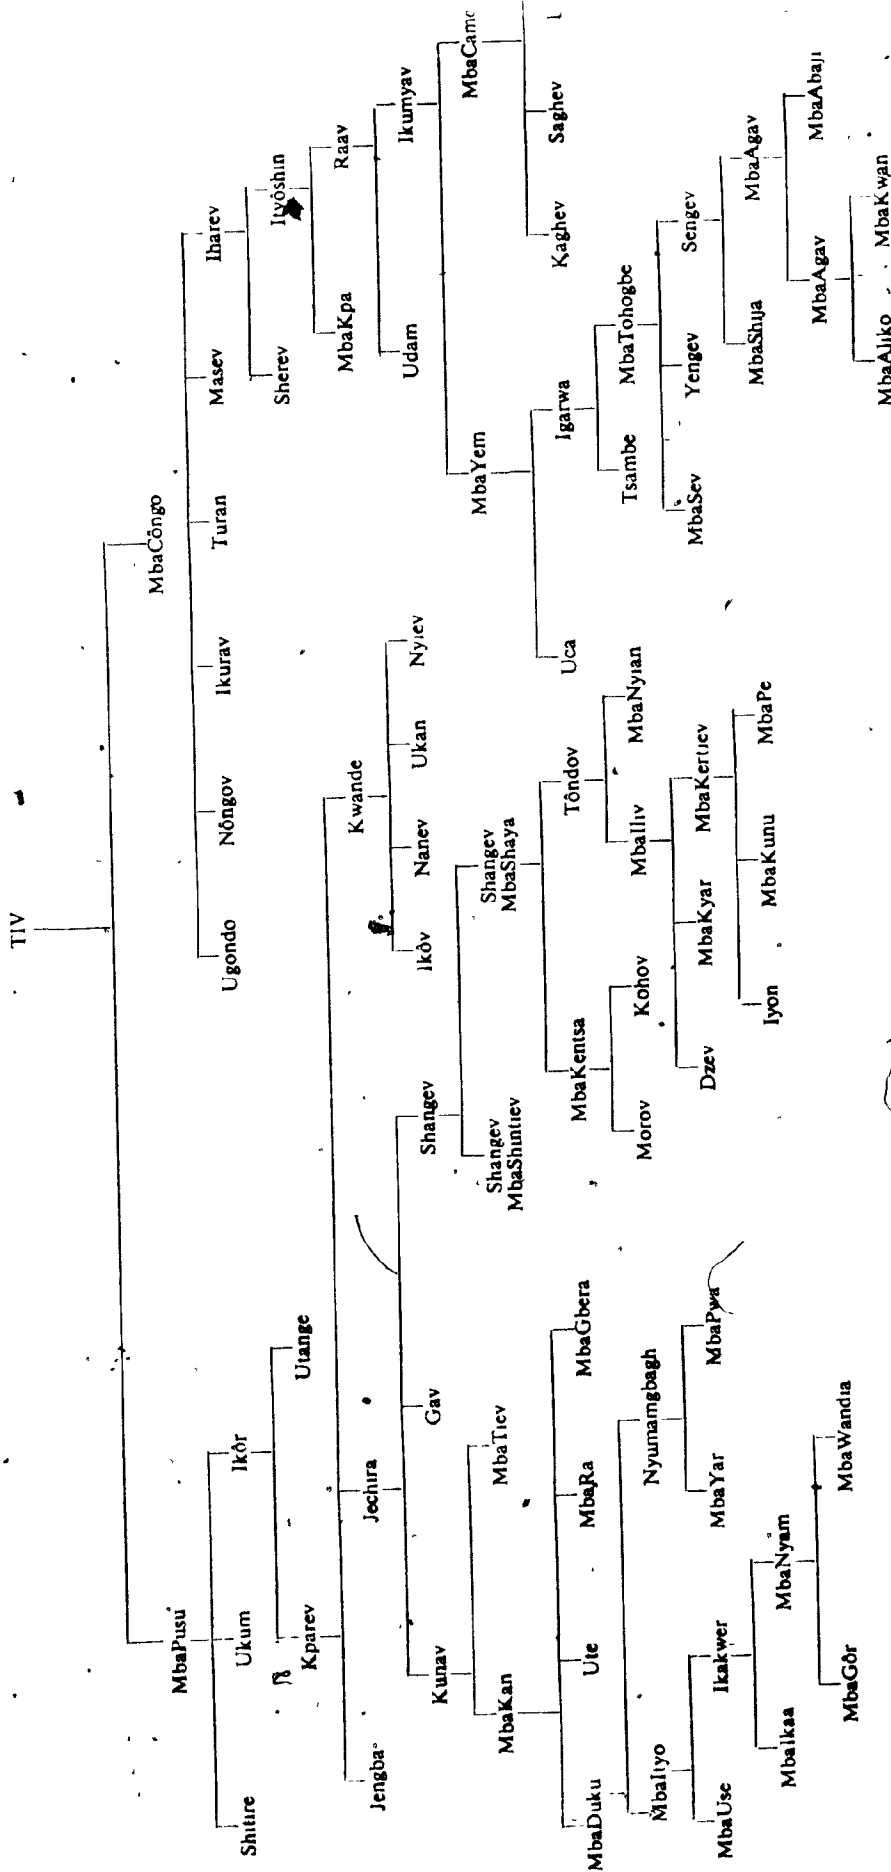 TIV
MbaPusu MbaCôngo
Shitire Ukum Ikôr Ugondo Nôngov Ikurav Turan Masev Iharev
Kparev Utange Sherev Ityôshin
Jengba Jechira Kwande MbaKpa Raav
Kunav Gav Shangev Ikôv Nanev Ukan Nyiev Udam Ikumyav
MbaKan MbaTiev Shangev MbaShintiev Shangev MbaShaya MbaYem
MbaDuku Ute MbaRa MbaGbera MbaKentsa Tôndov Uca Igarwa Kaghev Saghev
MbaIiyo Nyumamgbagh Morov Kohov MbaIiv MbaNyian Tsambe MbaTohogbe
MbaUse Ikakwer MbaYar MbaPwa Dzev MbaKyar MbaKertiev MbaSev Yengev Sengev
MbaIkaa MbaNyam Iyon MbaKunu MbaPe MbaShija MbaAgav
MbaGôr MbaWandia MbaAgav MbaAbaji
MbaAliko MbaKwan